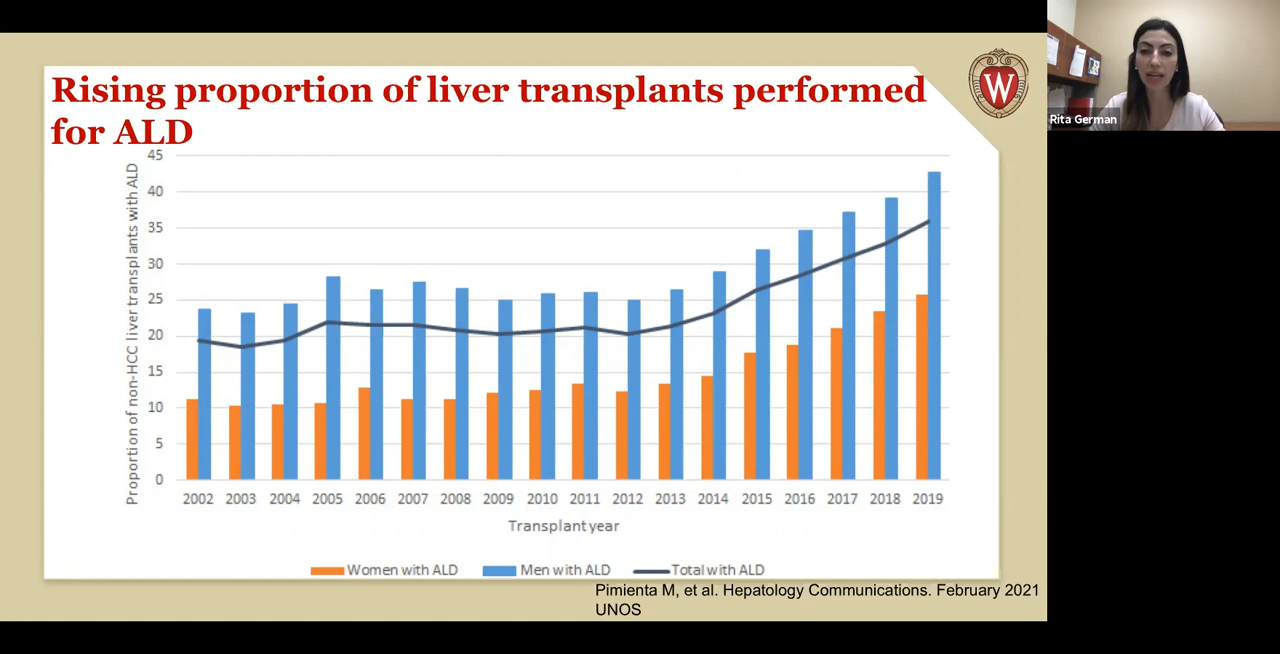 Rising proportion of liver transplants performed
for ALD
W
Rita German
Proportion of non-HCC liver transplants with ALD
45
40
35
30
25
20
15
10
5
0
2002 2003 2004 2005 2006 2007 2008 2009 2010 2011 2012 2013 2014 2015 2016 2017 2018 2019
Transplant year
Women with ALD Men with ALD Total with ALD
Pimienta M, et al. Hepatology Communications. February 2021
UNOS